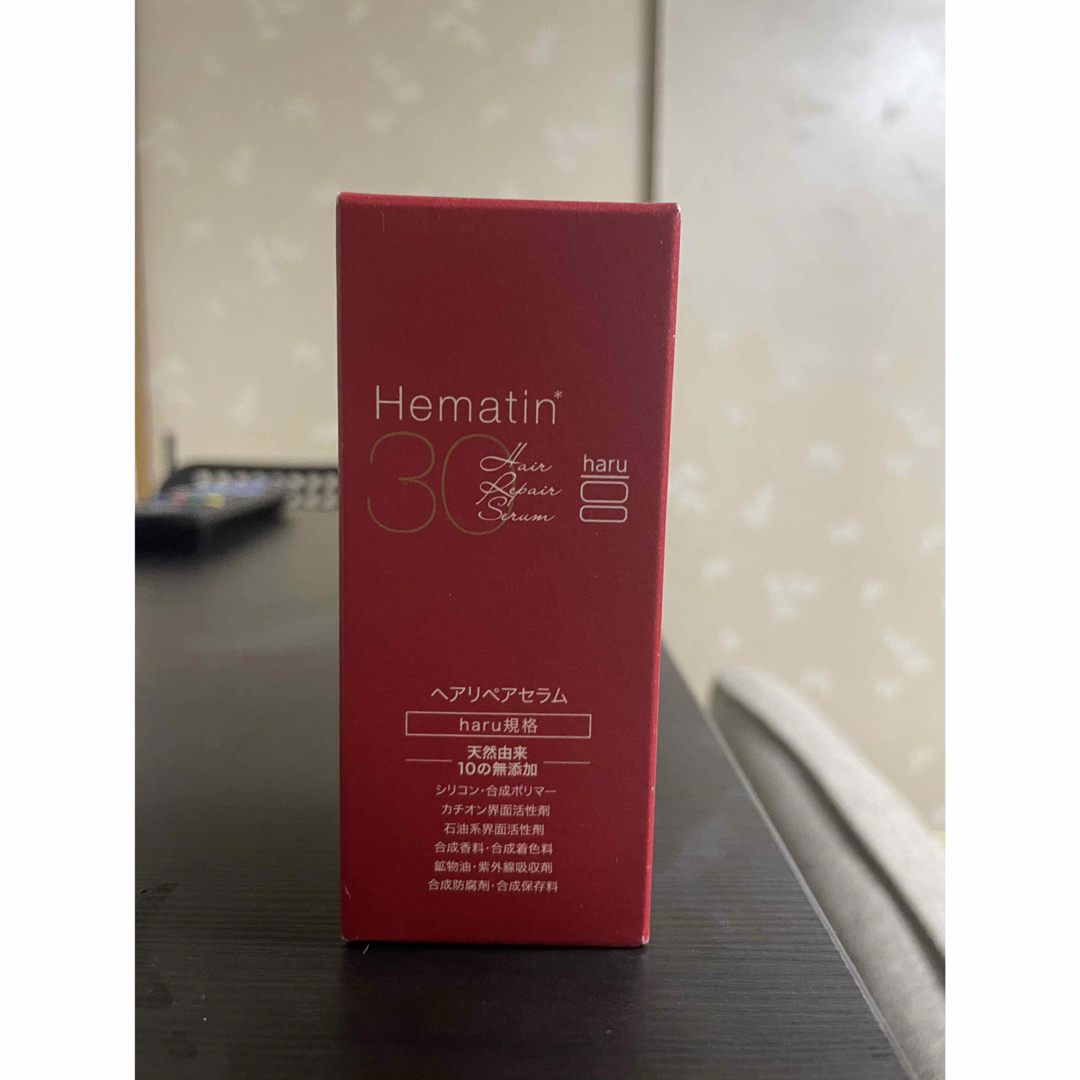 Hematin*
30
Hair
Repair
Serum
haru
ヘアリペアセラム
haru規格
天然由来
10の無添加
シリコン・合成ポリマー
カチオン界面活性剤
石油系界面活性剤
合成香料・合成着色料
鉱物油・紫外線吸収剤
合成防腐剤・合成保存料